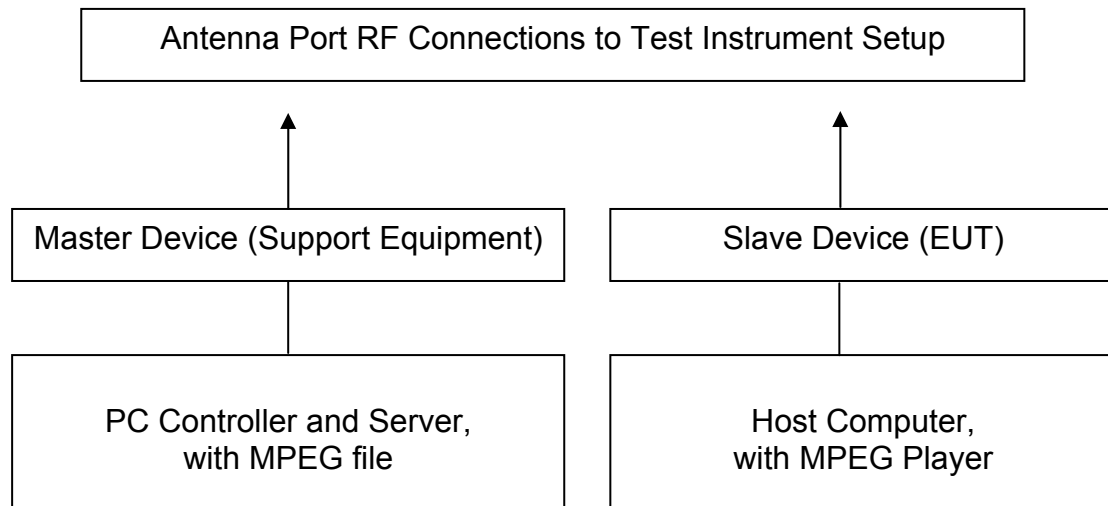 Antenna Port RF Connections to Test Instrument Setup
Master Device (Support Equipment)
Slave Device (EUT)
PC Controller and Server,
with MPEG file
Host Computer,
with MPEG Player